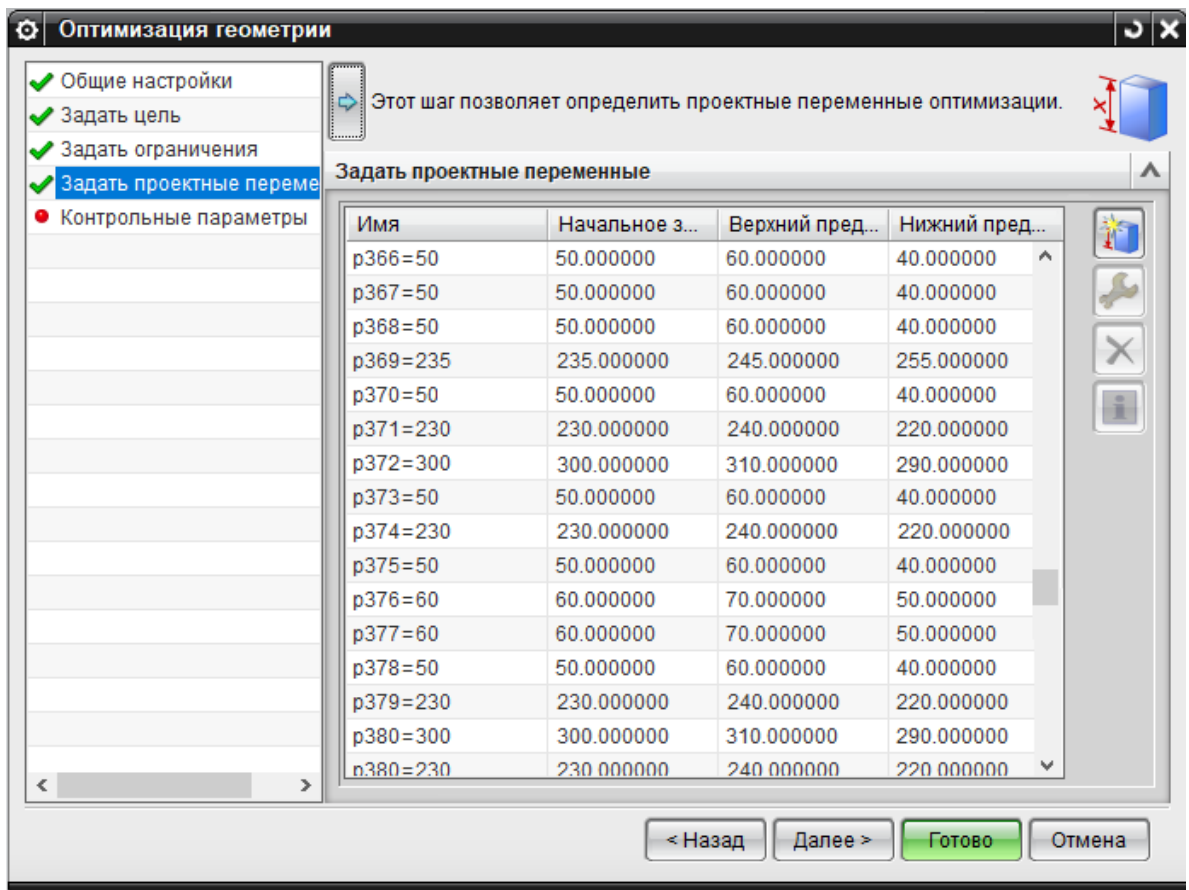 Оптимизация геометрии
Общие настройки
Задать цель
Задать ограничения
Задать проектные переме
Контрольные параметры
Этот шаг позволяет определить проектные переменные оптимизации.
x
Задать проектные переменные
Имя Начальное з... Верхний пред... Нижний пред...
p366=50 50.000000 60.000000 40.000000
p367=50 50.000000 60.000000 40.000000
p368=50 50.000000 60.000000 40.000000
p369=235 235.000000 245.000000 255.000000
p370=50 50.000000 60.000000 40.000000
p371=230 230.000000 240.000000 220.000000
p372=300 300.000000 310.000000 290.000000
p373=50 50.000000 60.000000 40.000000
p374=230 230.000000 240.000000 220.000000
p375=50 50.000000 60.000000 40.000000
p376=60 60.000000 70.000000 50.000000
p377=60 60.000000 70.000000 50.000000
p378=50 50.000000 60.000000 40.000000
p379=230 230.000000 240.000000 220.000000
p380=300 300.000000 310.000000 290.000000
p380=230 230.000000 240.000000 220.000000
< Назад Далее > Готово Отмена